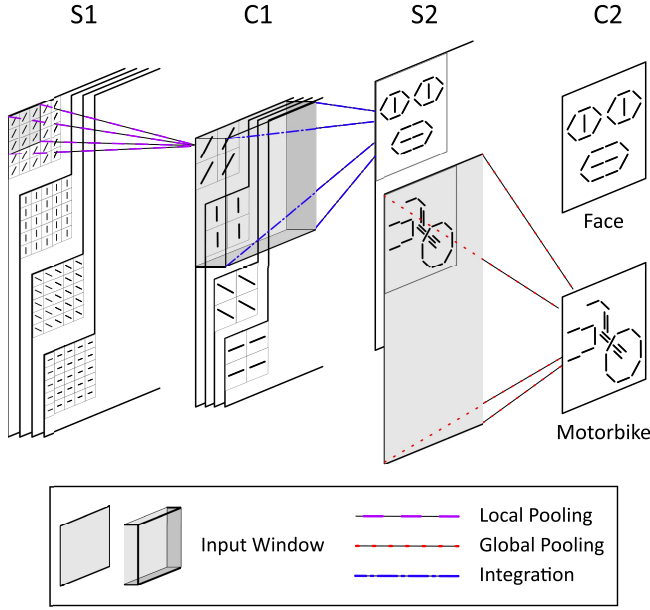 S1 C1 S2 C2
Face
Motorbike
Input Window
Local Pooling
Global Pooling
Integration